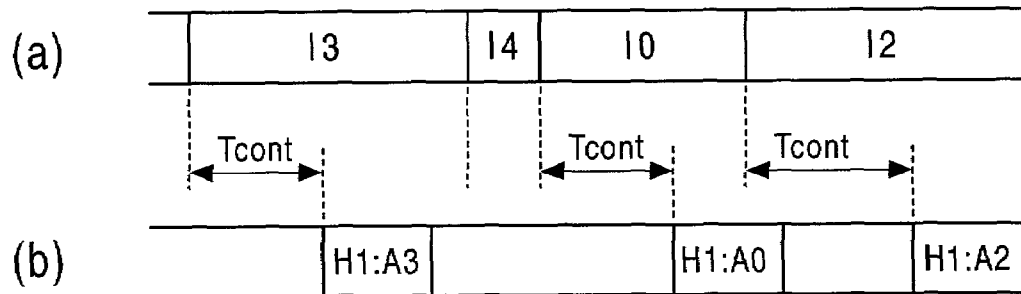 (a) I3 I4 I0 I2
Tcont Tcont Tcont
(b) H1:A3 H1:A0 H1:A2